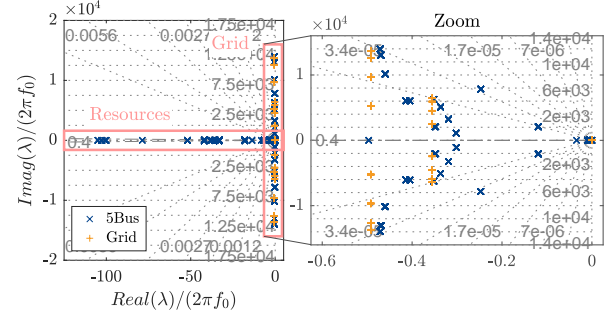 ×10⁴
2
1
0
-1
Imag(λ)/(2πf₀)
0.0056
0.0027
2
1.75e+04
Grid
7.5e+03
2.5e+03
Resources
0.4
2.5e+03
7.5e+03
1.25e+04
1.75e+04
0.0027
0.0012
5Bus
Grid
-100
-50
0
Real(λ)/(2πf₀)
Zoom
×10⁴
1
0
-1
3.4e-05
1.7e-05
7e-06
1.4e+04
1e+04
6e+03
2e+03
0.4
2e+03
6e+03
1e+04
1.4e+04
3.4e-05
1.7e-05
7e-06
-0.6
-0.4
-0.2
0